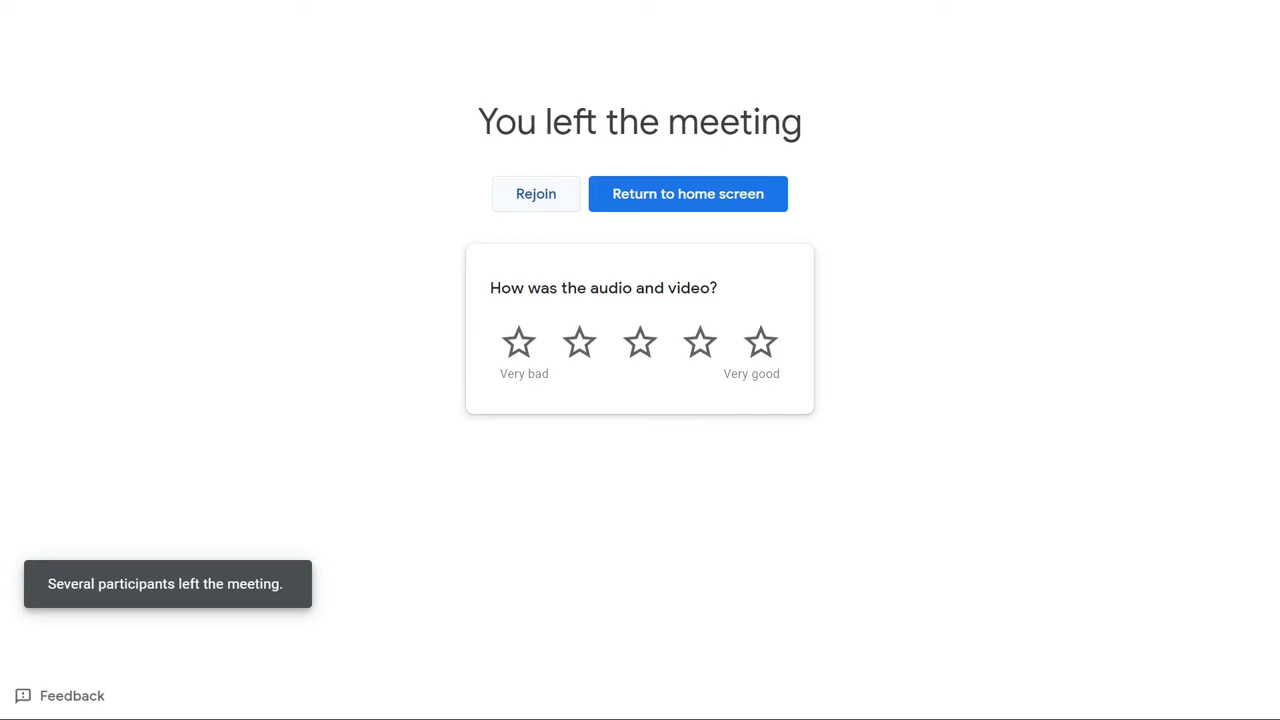 You left the meeting
Rejoin
Return to home screen
How was the audio and video?
Very bad
Very good
Several participants left the meeting.
Feedback